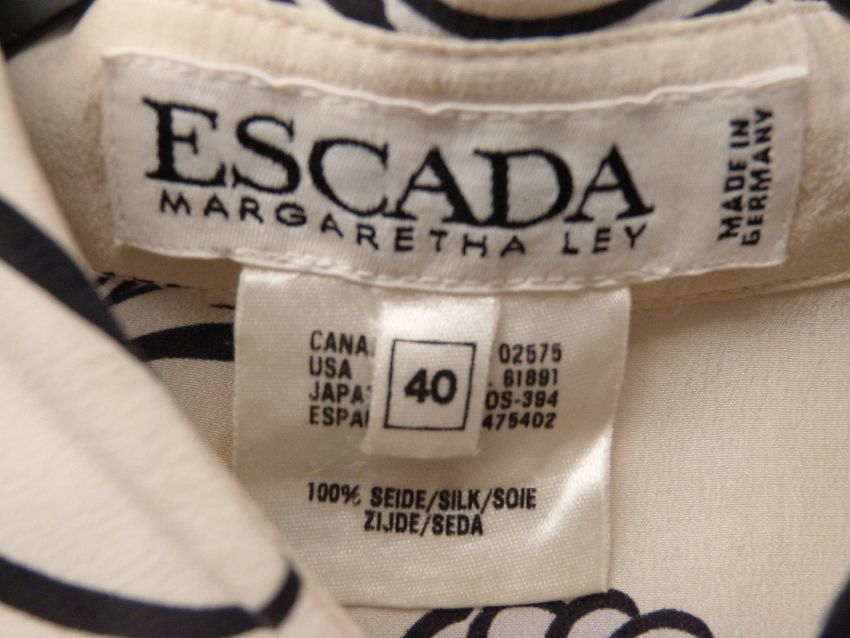 ESCADA
MARGARETHA LEY
MADE IN
GERMANY
40
02575
USA 61891
OS-394
475402
100% SEIDE/SILK/SOIE
ZIJDE/SEDA